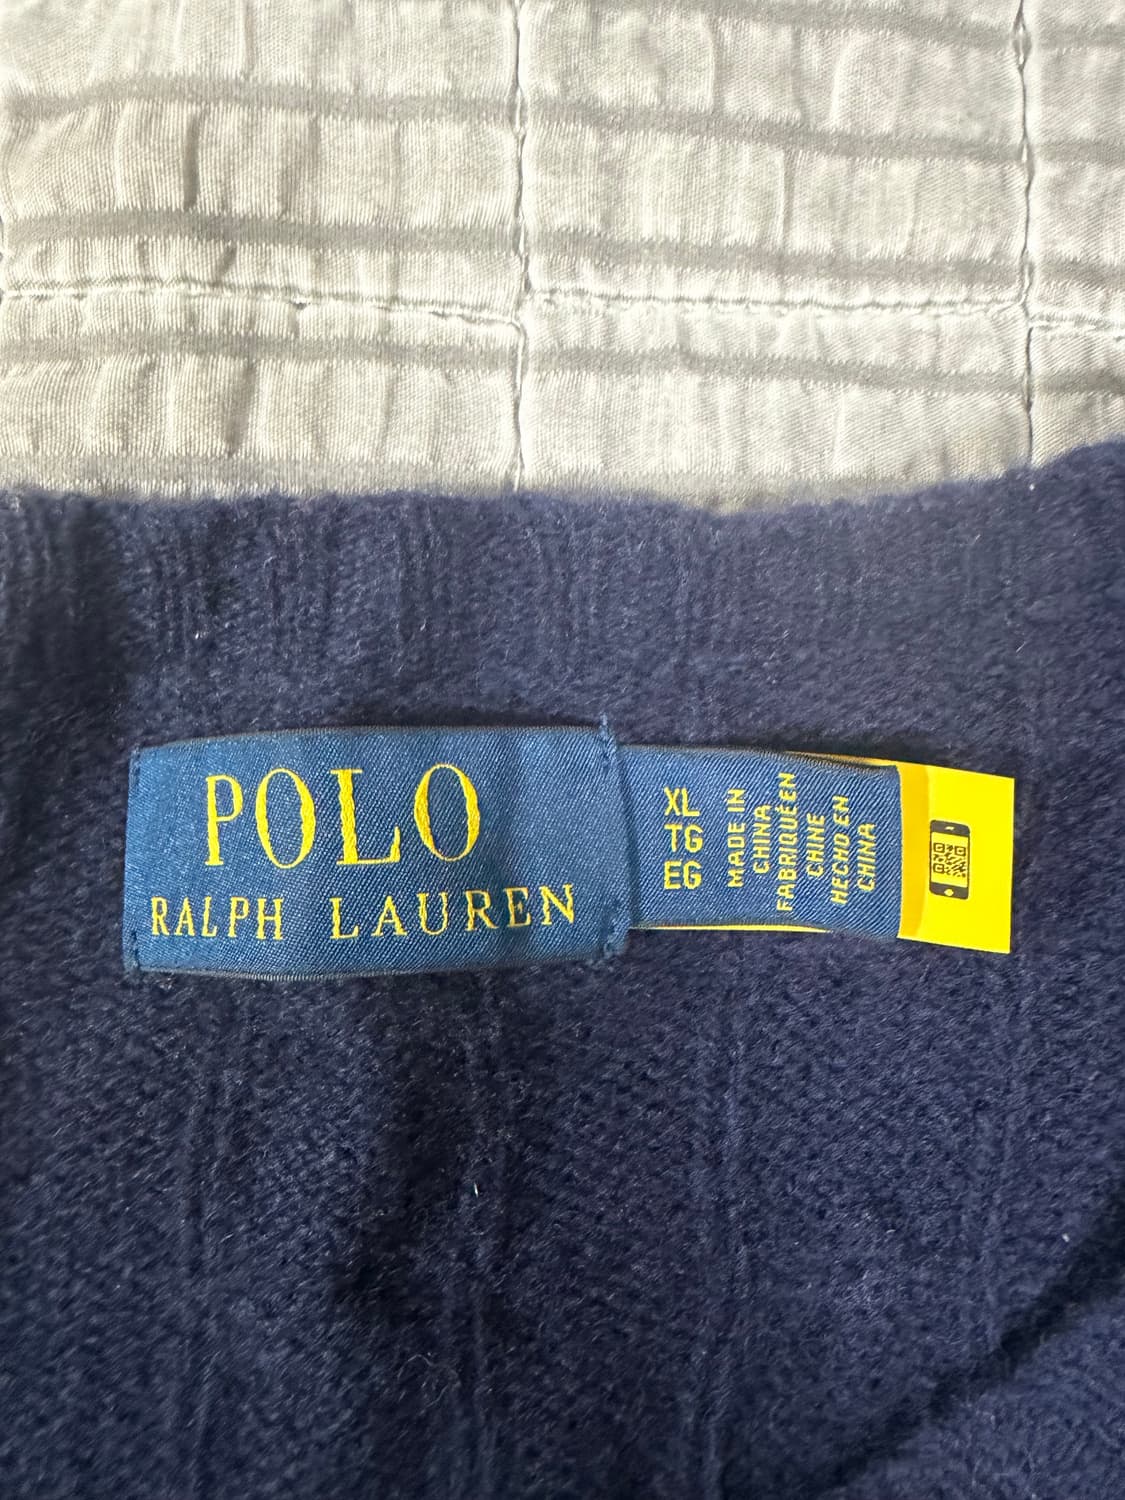 POLO
RALPH LAUREN
XL
TG
EG
MADE IN
CHINA
FABRIQUÉ EN
CHINE
HECHO EN
CHINA